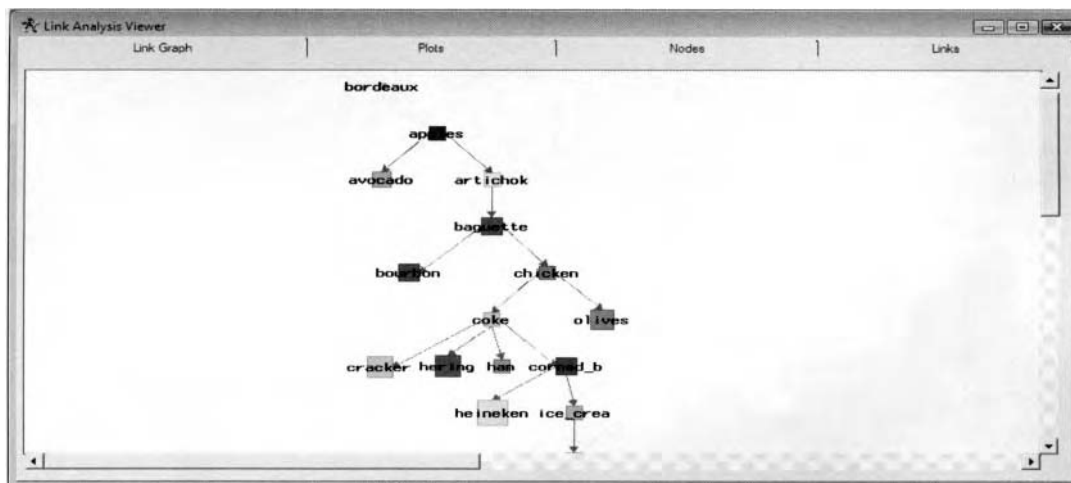 Link Analysis Viewer
Link Graph Plots Nodes Links
bordeaux
apples
avocado artichok
baguette
bourbon chicken
coke olives
cracker hering ham corned_b
heineken ice_crea